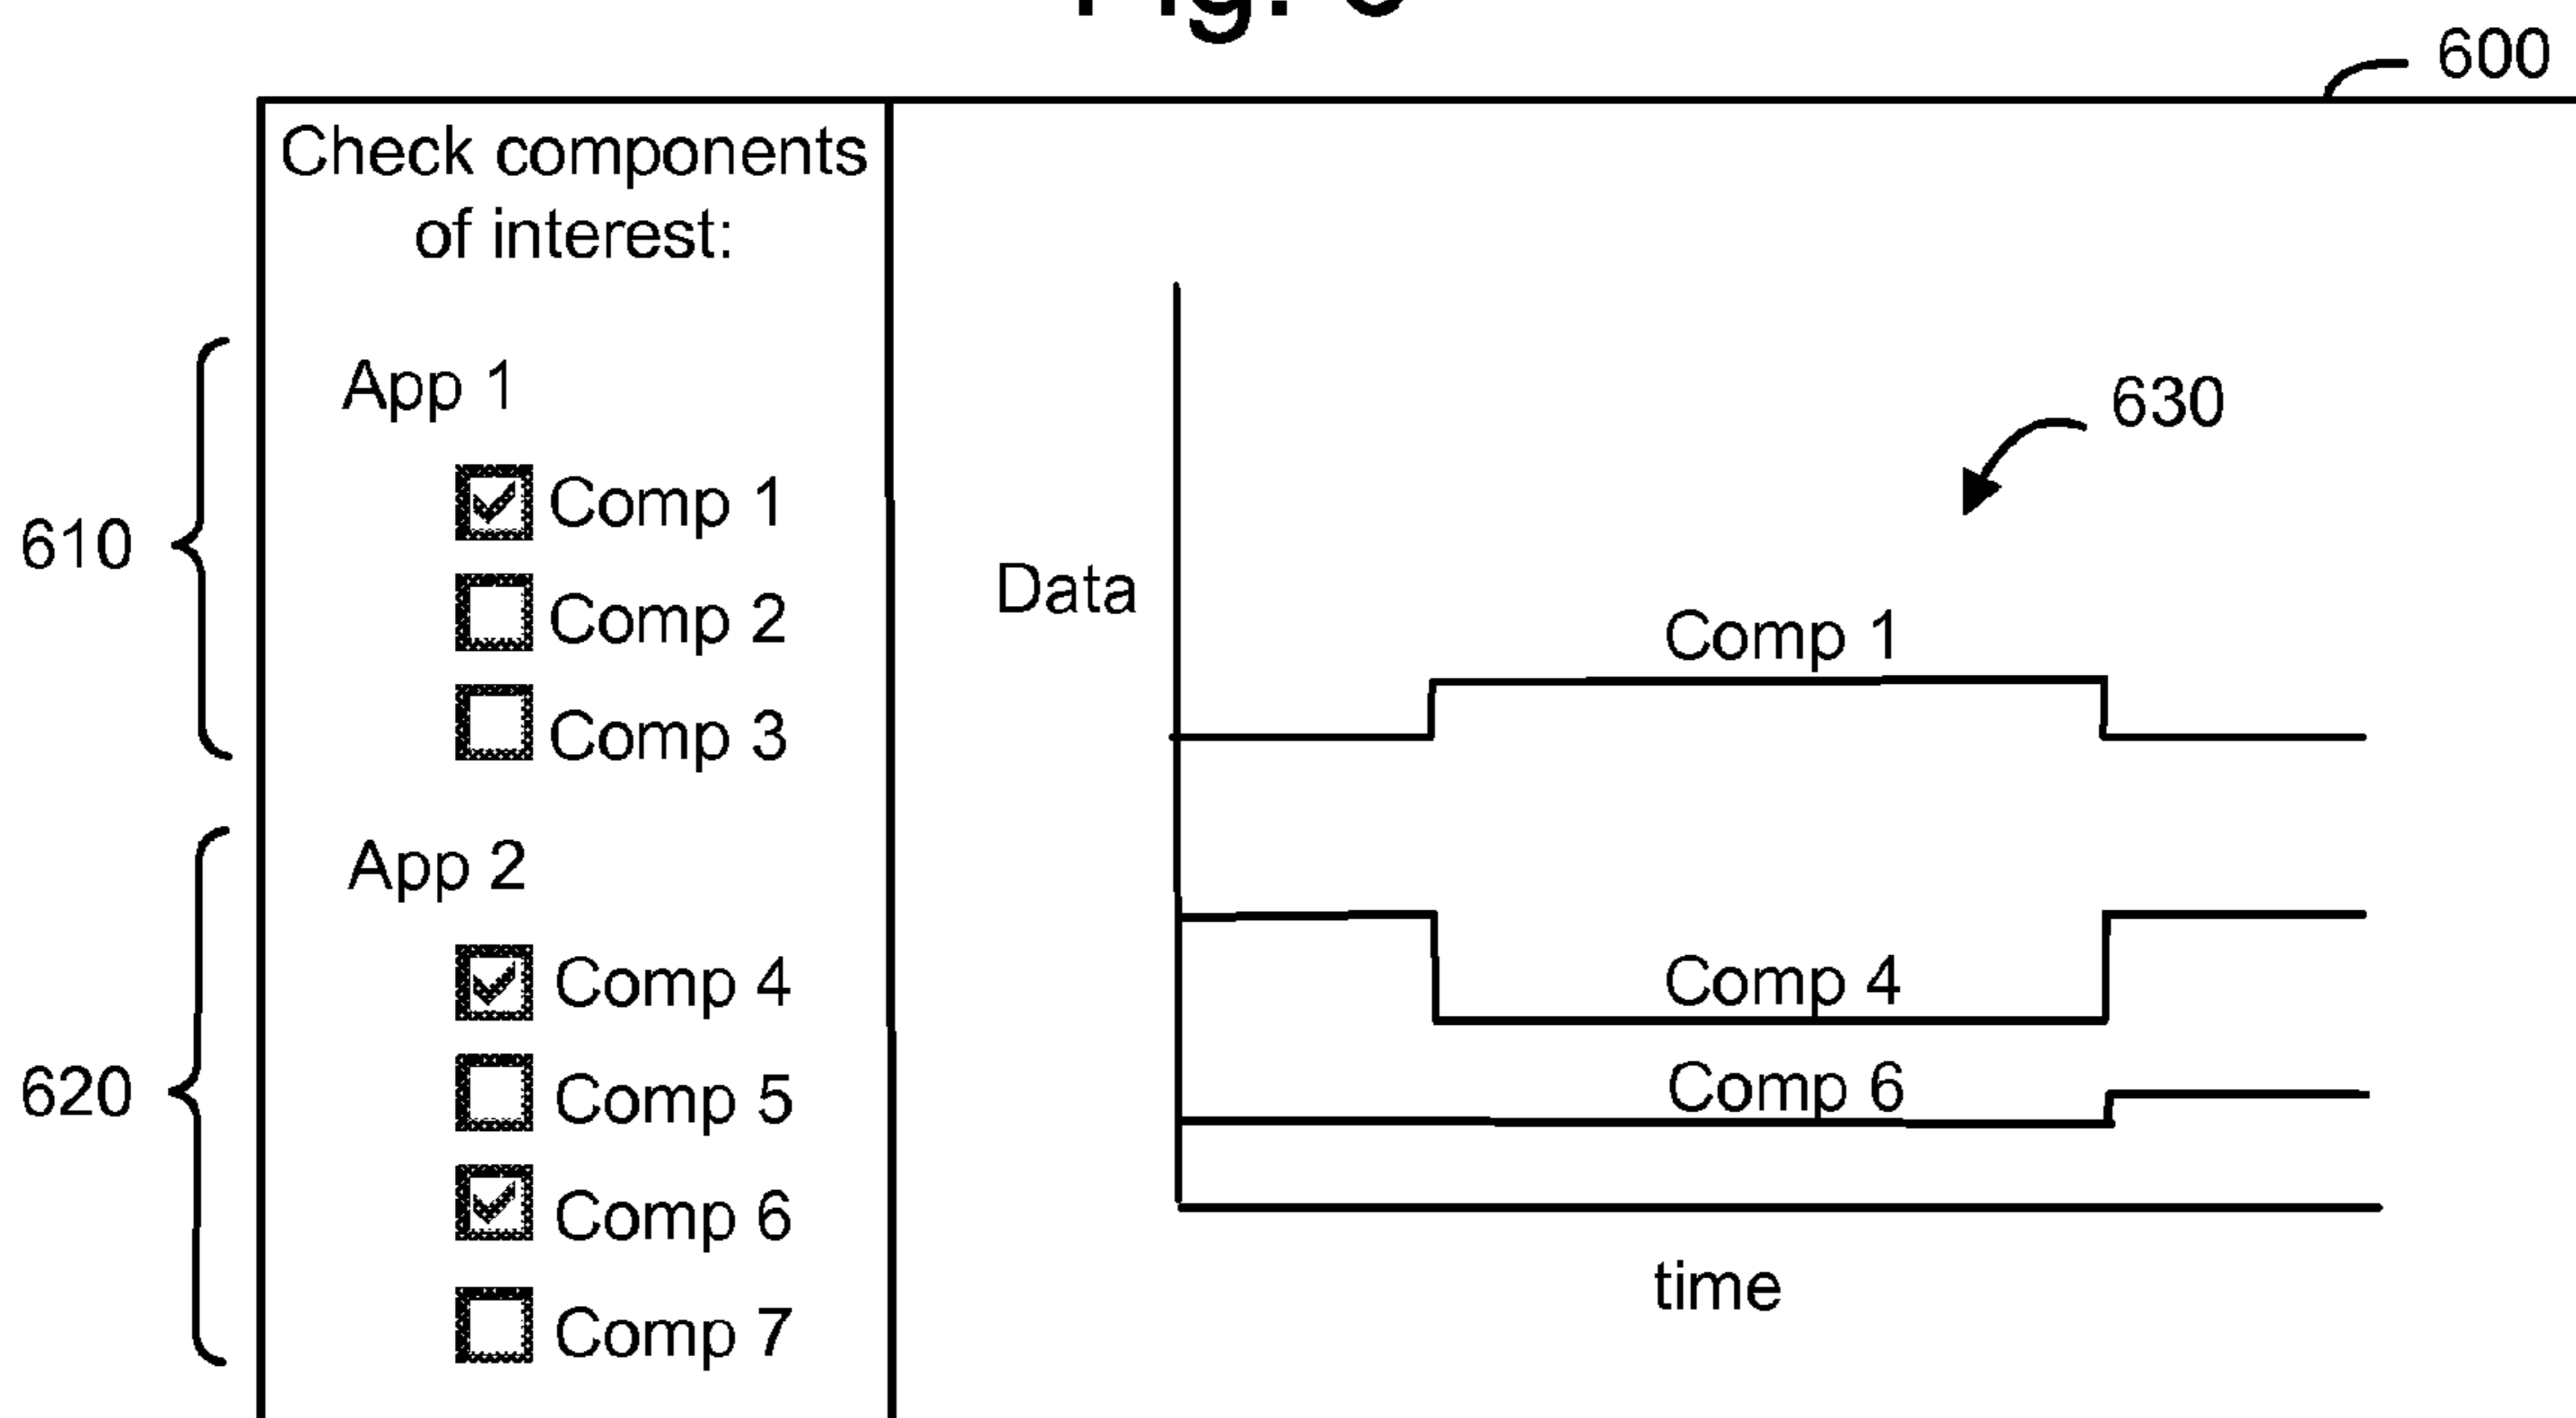 600
Check components
of interest:
610
App 1
Comp 1
Comp 2
Comp 3
620
App 2
Comp 4
Comp 5
Comp 6
Comp 7
630
Data
Comp 1
Comp 4
Comp 6
time